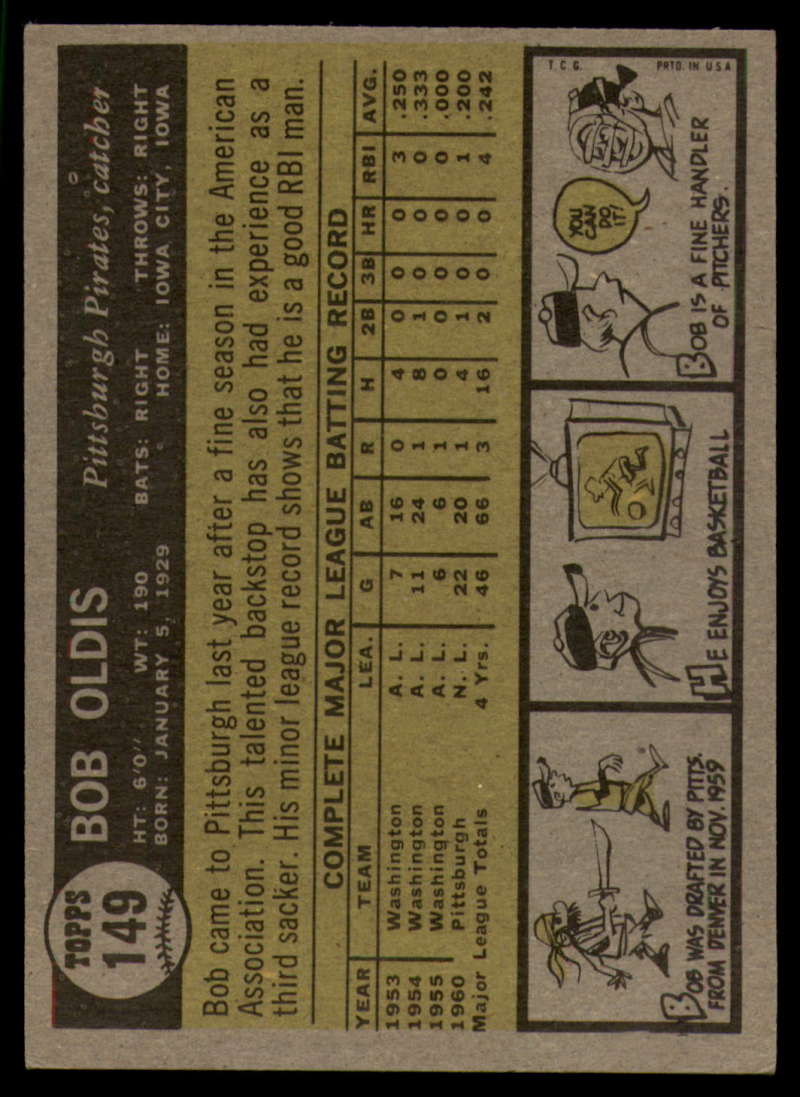 TOPPS
149
BOB OLDIS
Pittsburgh Pirates, catcher
HT: 6'0" WT: 190 BATS: RIGHT THROWS: RIGHT
BORN: JANUARY 5, 1929 HOME: IOWA CITY, IOWA
Bob came to Pittsburgh last year after a fine season in the American
Association. This talented backstop has also had experience as a
third sacker. His minor league record shows that he is a good RBI man.
COMPLETE MAJOR LEAGUE BATTING RECORD
YEAR TEAM LEA. G AB R H 2B 3B HR RBI AVG.
1953 Washington A. L. 7 16 0 4 0 0 0 3 .250
1954 Washington A. L. 11 24 1 8 1 0 0 0 .333
1955 Washington A. L. 6 6 1 0 0 0 0 0 .000
1960 Pittsburgh N. L. 22 20 1 4 1 0 0 1 .200
Major League Totals 4 Yrs. 46 66 3 16 2 0 0 4 .242
BOB WAS DRAFTED BY PITTS.
FROM DENVER IN NOV. 1959
HE ENJOYS BASKETBALL
YOU
CAN
DO
IT!
BOB IS A FINE HANDLER
OF PITCHERS.
T.C.G.
PRTD. IN U S A